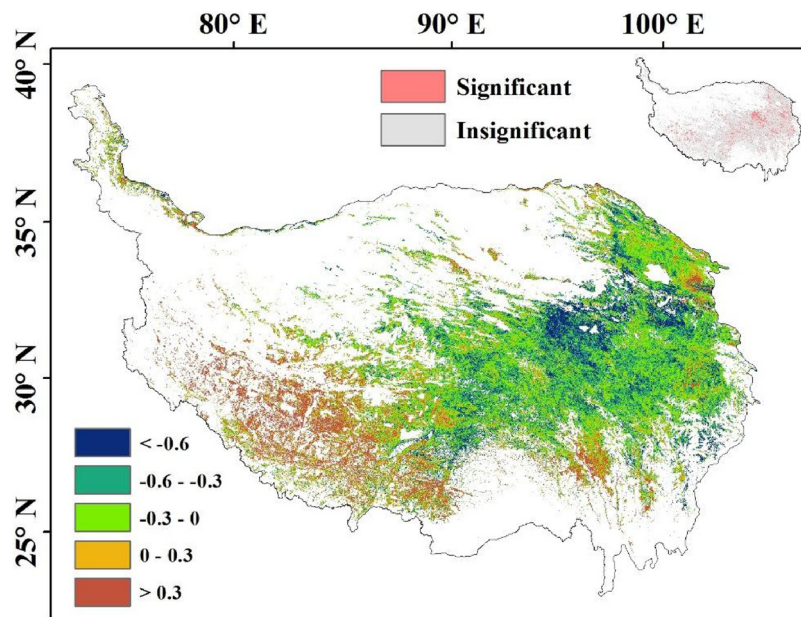 80° E 90° E 100° E
40° N
35° N
30° N
25° N
Significant
Insignificant
< -0.6
-0.6 - -0.3
-0.3 - 0
0 - 0.3
> 0.3